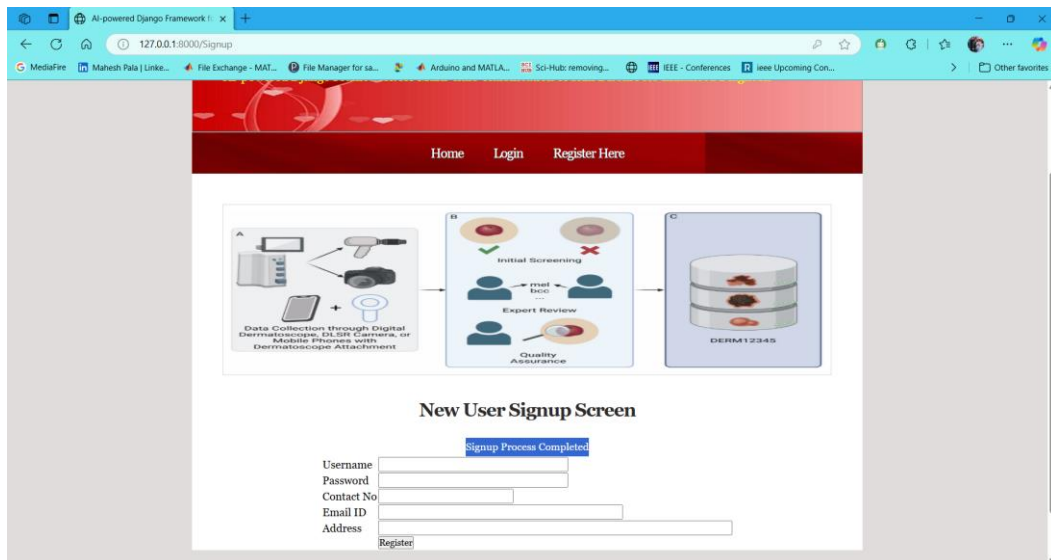 AI-powered Django Framework f
127.0.0.1:8000/Signup
MediaFire
Mahesh Pala | Linke...
File Exchange - MAT...
File Manager for sa...
Arduino and MATLA...
Sci-Hub: removing...
IEEE - Conferences
ieee Upcoming Con...
Other favorites
Home Login Register Here
A
Data Collection through Digital
Dermatoscope, DLSR Camera, or
Mobile Phones with
Dermatoscope Attachment
B
Initial Screening
mel
bcc
...
Expert Review
Quality
Assurance
C
DERM12345
New User Signup Screen
Signup Process Completed
Username
Password
Contact No
Email ID
Address
Register